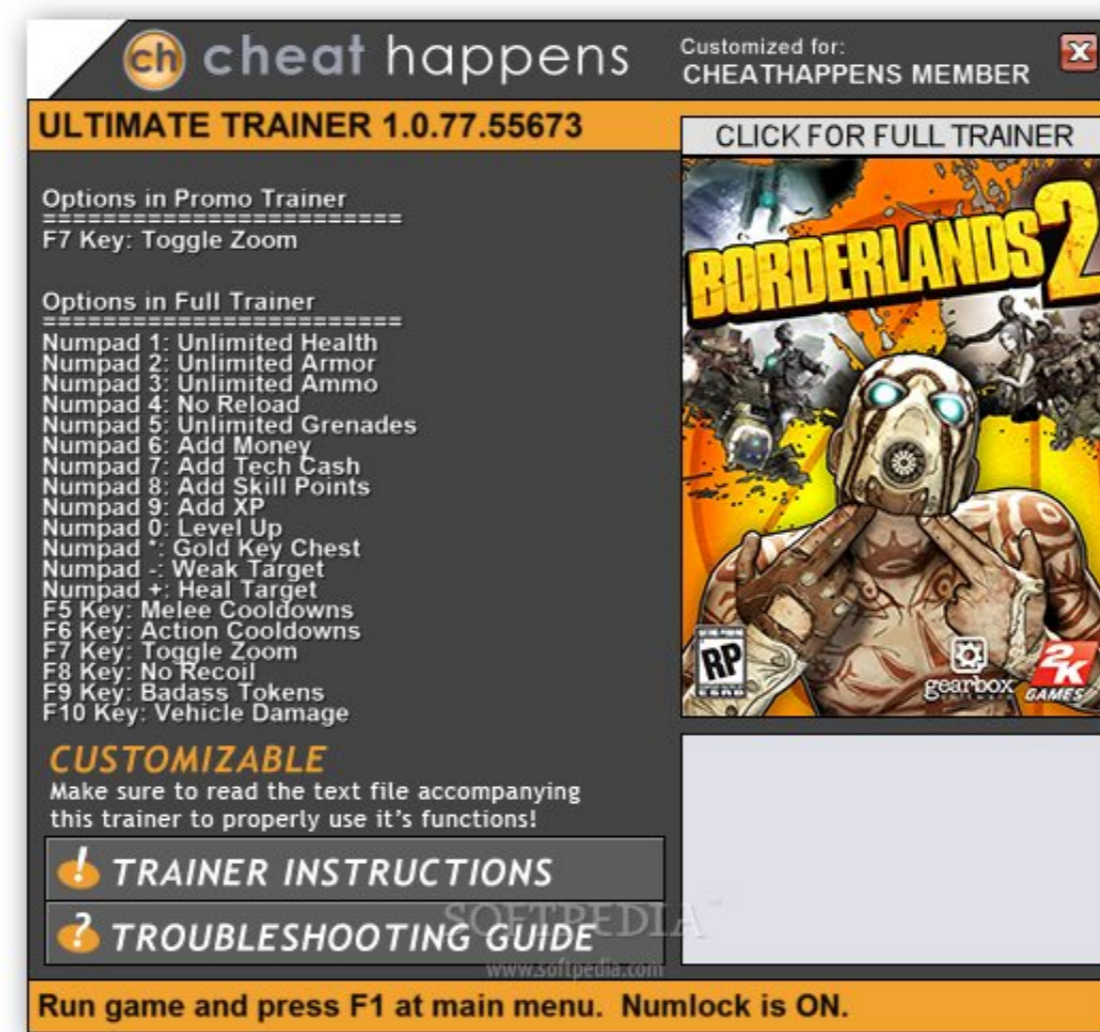 ch cheat happens
Customized for:
CHEATHAPPENS MEMBER
X
ULTIMATE TRAINER 1.0.77.55673
CLICK FOR FULL TRAINER
Options in Promo Trainer
========================
F7 Key: Toggle Zoom
Options in Full Trainer
========================
Numpad 1: Unlimited Health
Numpad 2: Unlimited Armor
Numpad 3: Unlimited Ammo
Numpad 4: No Reload
Numpad 5: Unlimited Grenades
Numpad 6: Add Money
Numpad 7: Add Tech Cash
Numpad 8: Add Skill Points
Numpad 9: Add XP
Numpad 0: Level Up
Numpad *: Gold Key Chest
Numpad -: Weak Target
Numpad +: Heal Target
F5 Key: Melee Cooldowns
F6 Key: Action Cooldowns
F7 Key: Toggle Zoom
F8 Key: No Recoil
F9 Key: Badass Tokens
F10 Key: Vehicle Damage
BORDERLANDS 2
RP
ESRB
gearbox
2K
GAMES
CUSTOMIZABLE
Make sure to read the text file accompanying
this trainer to properly use it's functions!
! TRAINER INSTRUCTIONS
? TROUBLESHOOTING GUIDE
SOFTPEDIA
www.softpedia.com
Run game and press F1 at main menu. Numlock is ON.